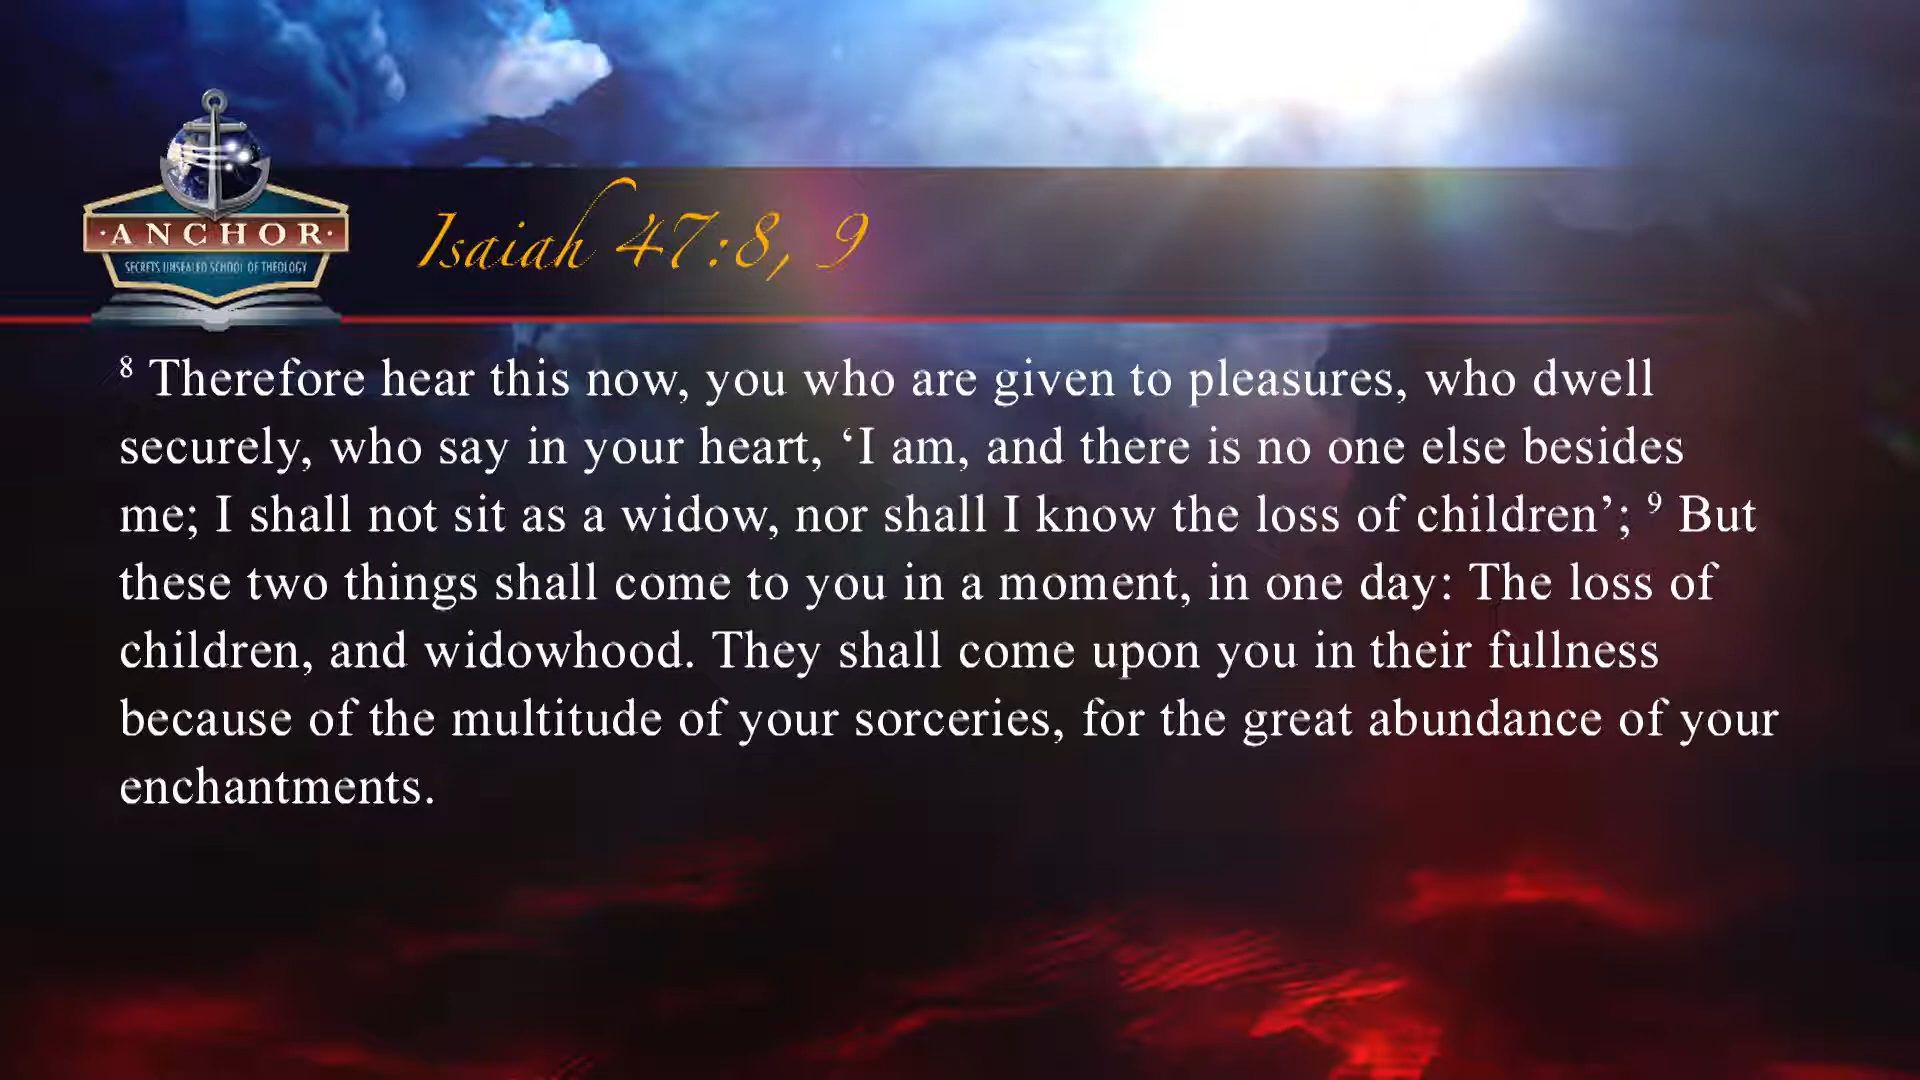 ·ANCHOR·
SECRETS UNSEALED SCHOOL OF THEOLOGY
Isaiah 47:8, 9
⁸ Therefore hear this now, you who are given to pleasures, who dwell
securely, who say in your heart, ‘I am, and there is no one else besides
me; I shall not sit as a widow, nor shall I know the loss of children’; ⁹ But
these two things shall come to you in a moment, in one day: The loss of
children, and widowhood. They shall come upon you in their fullness
because of the multitude of your sorceries, for the great abundance of your
enchantments.